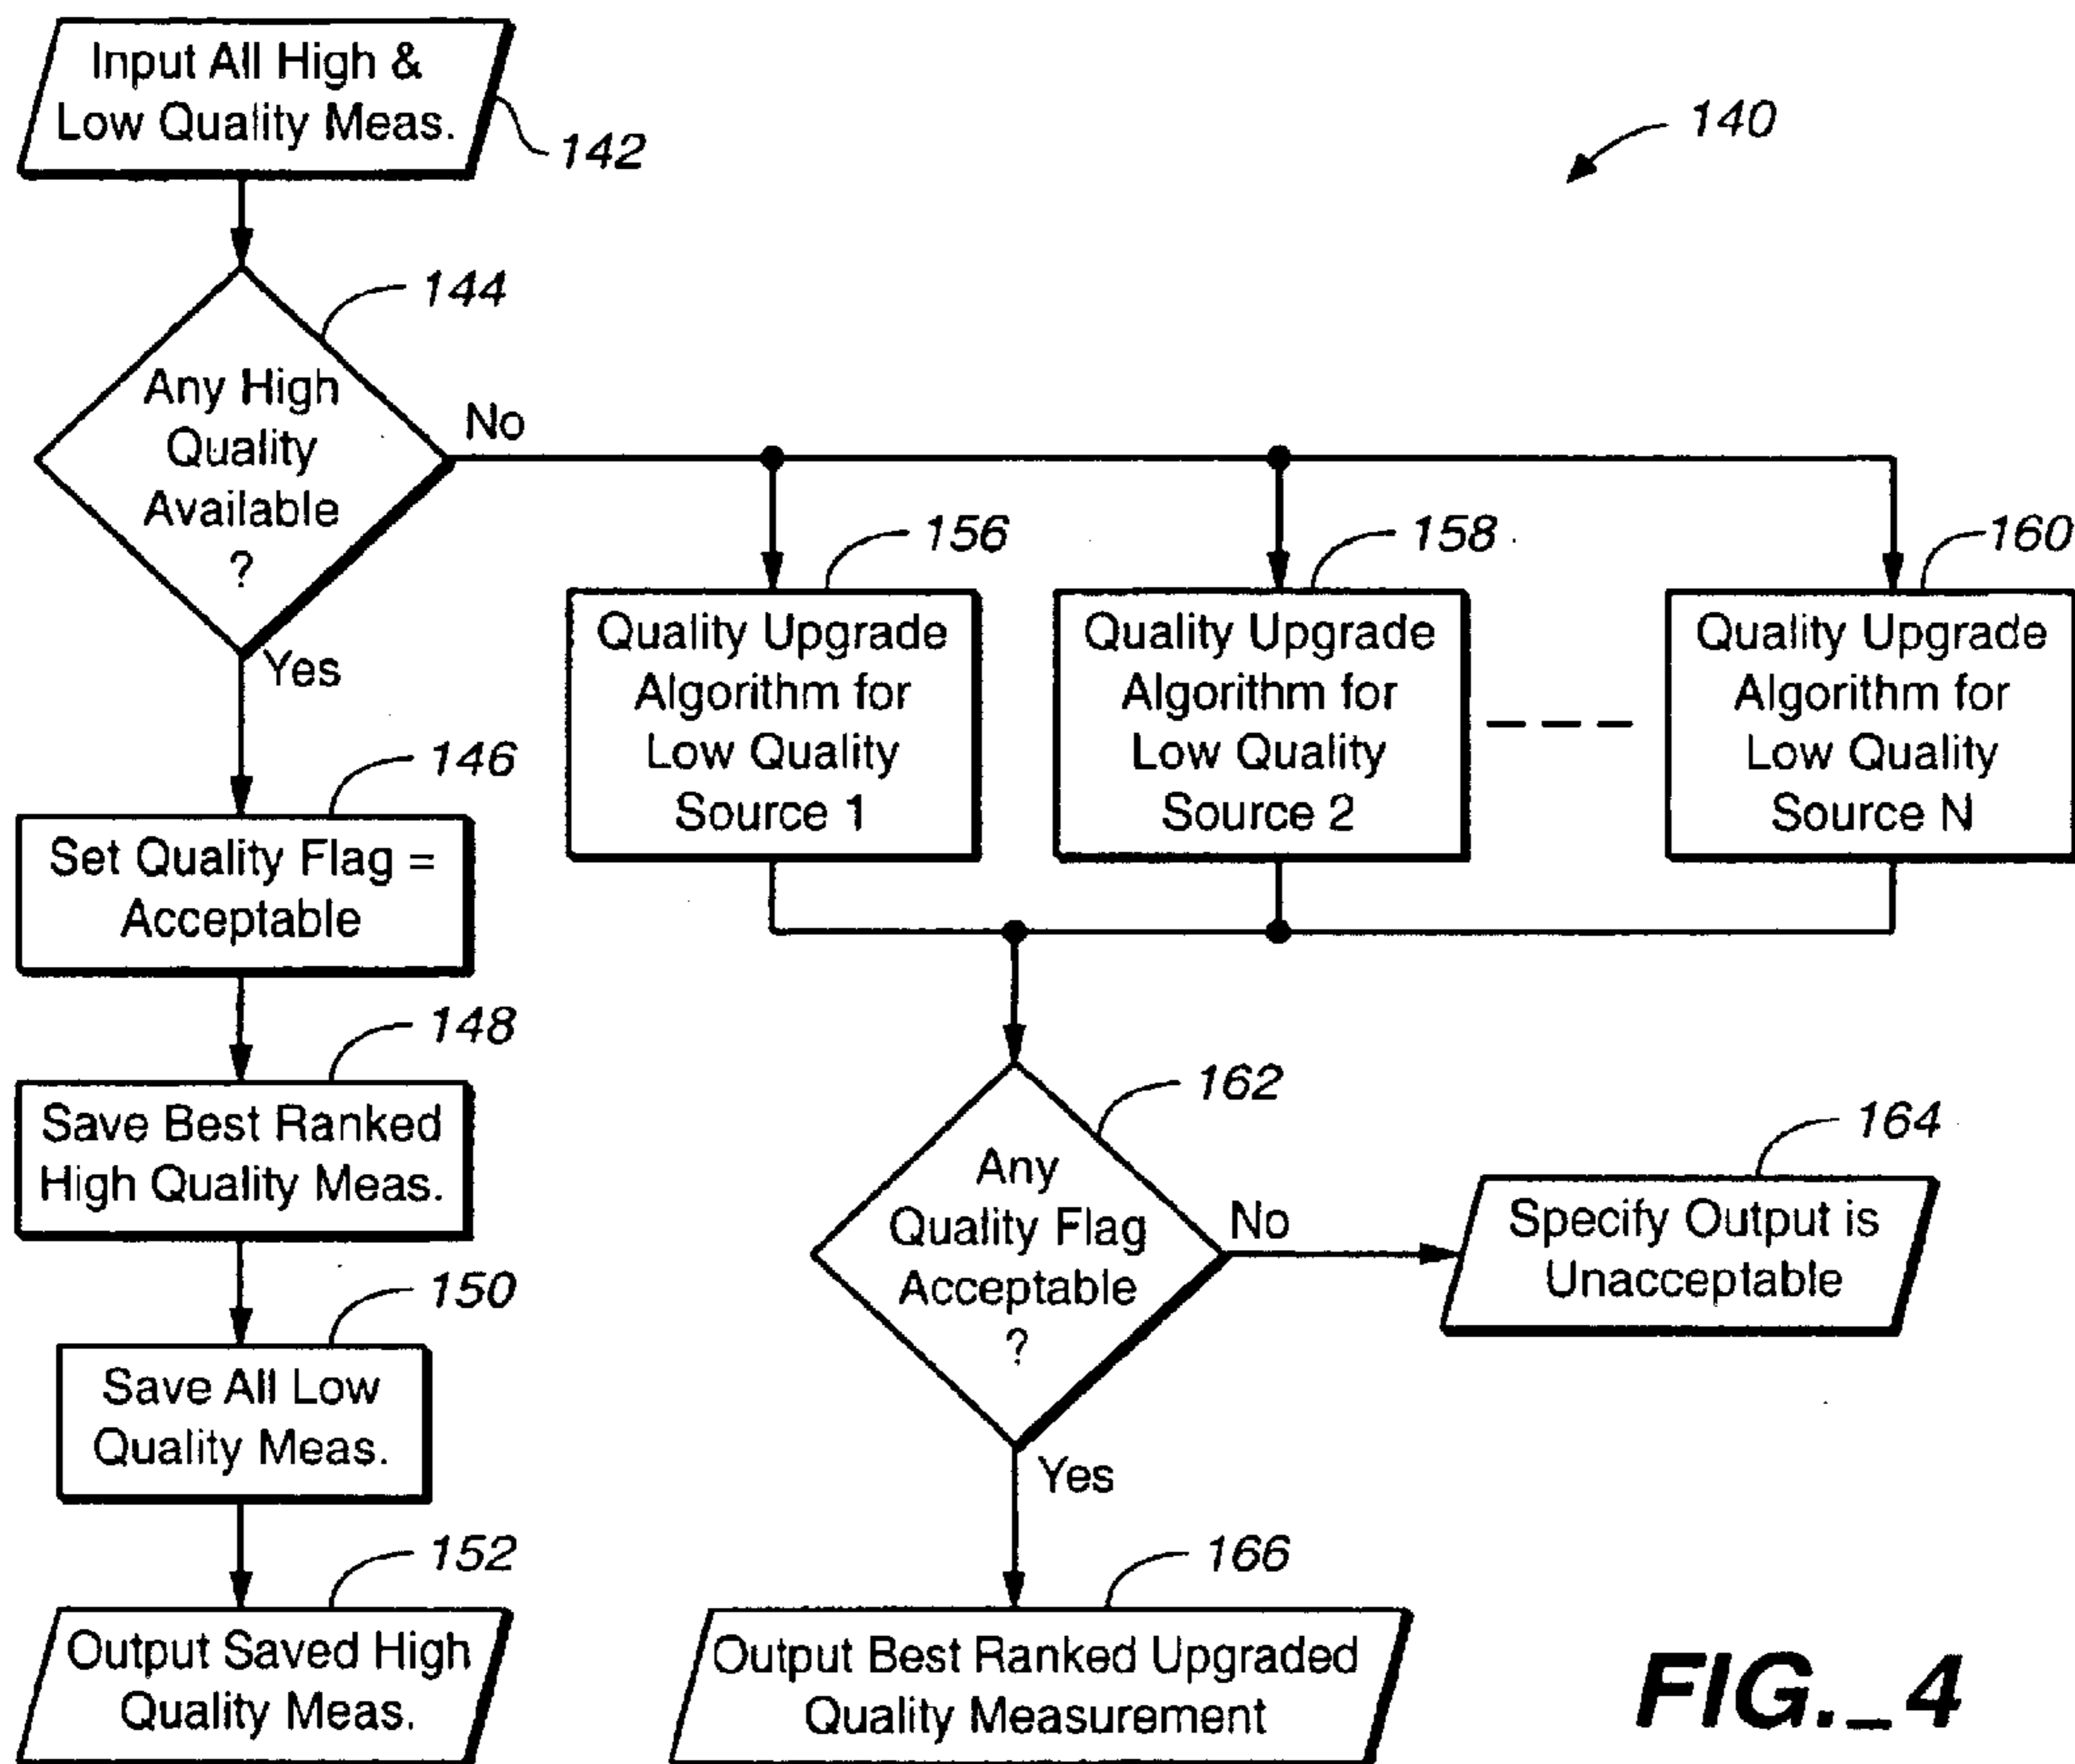 Input All High &
Low Quality Meas.
142
140
144
Any High
Quality
Available
?
No
Yes
156
158
160
Quality Upgrade
Algorithm for
Low Quality
Source 1
Quality Upgrade
Algorithm for
Low Quality
Source 2
Quality Upgrade
Algorithm for
Low Quality
Source N
146
Set Quality Flag =
Acceptable
148
Save Best Ranked
High Quality Meas.
150
Save All Low
Quality Meas.
152
Output Saved High
Quality Meas.
162
Any
Quality Flag
Acceptable
?
No
Yes
164
Specify Output is
Unacceptable
166
Output Best Ranked Upgraded
Quality Measurement
FIG._4